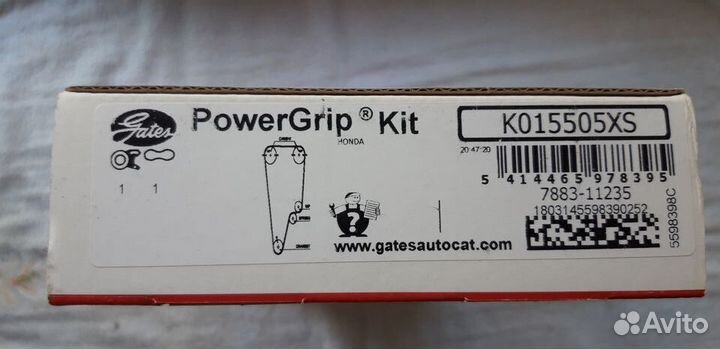 Gates
PowerGrip® Kit
HONDA
K015505XS
20:47:20
1 1
5 414465 978395
7883-11235
1803145598390252
5598398C
?
www.gatesautocat.com
Avito